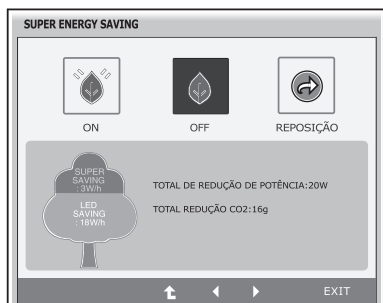 SUPER ENERGY SAVING
ON
OFF
REPOSIÇÃO
SUPER
SAVING
: 3W/h
LED
SAVING
: 18W/h
TOTAL DE REDUÇÃO DE POTÊNCIA:20W
TOTAL REDUÇÃO CO2:16g
EXIT